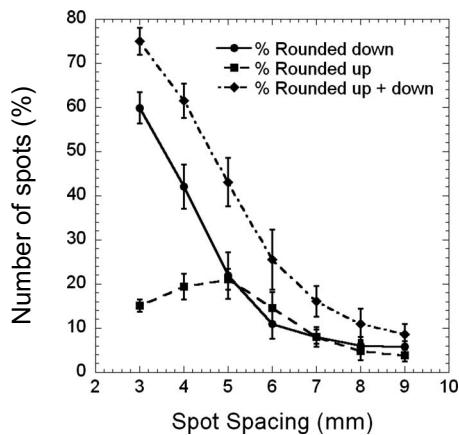 80
70
60
50
40
30
20
10
0
Number of spots (%)
% Rounded down
% Rounded up
% Rounded up + down
2 3 4 5 6 7 8 9 10
Spot Spacing (mm)